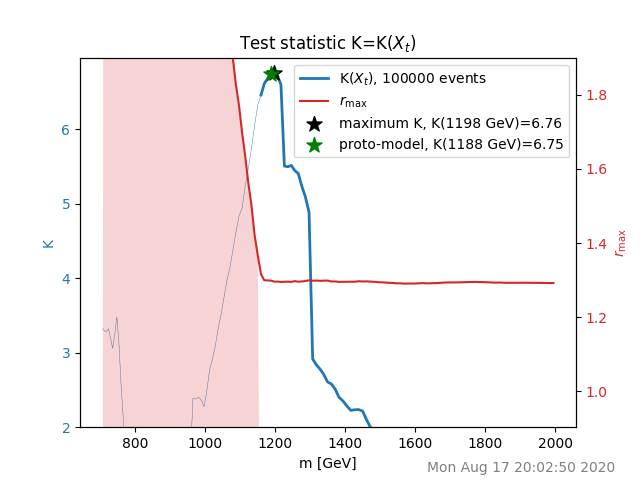 Test statistic K=K(X_t)
K(X_t), 100000 events
r_max
maximum K, K(1198 GeV)=6.76
proto-model, K(1188 GeV)=6.75
K
6
5
4
3
2
1.8
1.6
1.4
1.2
1.0
r_max
800 1000 1200 1400 1600 1800 2000
m [GeV]
Mon Aug 17 20:02:50 2020